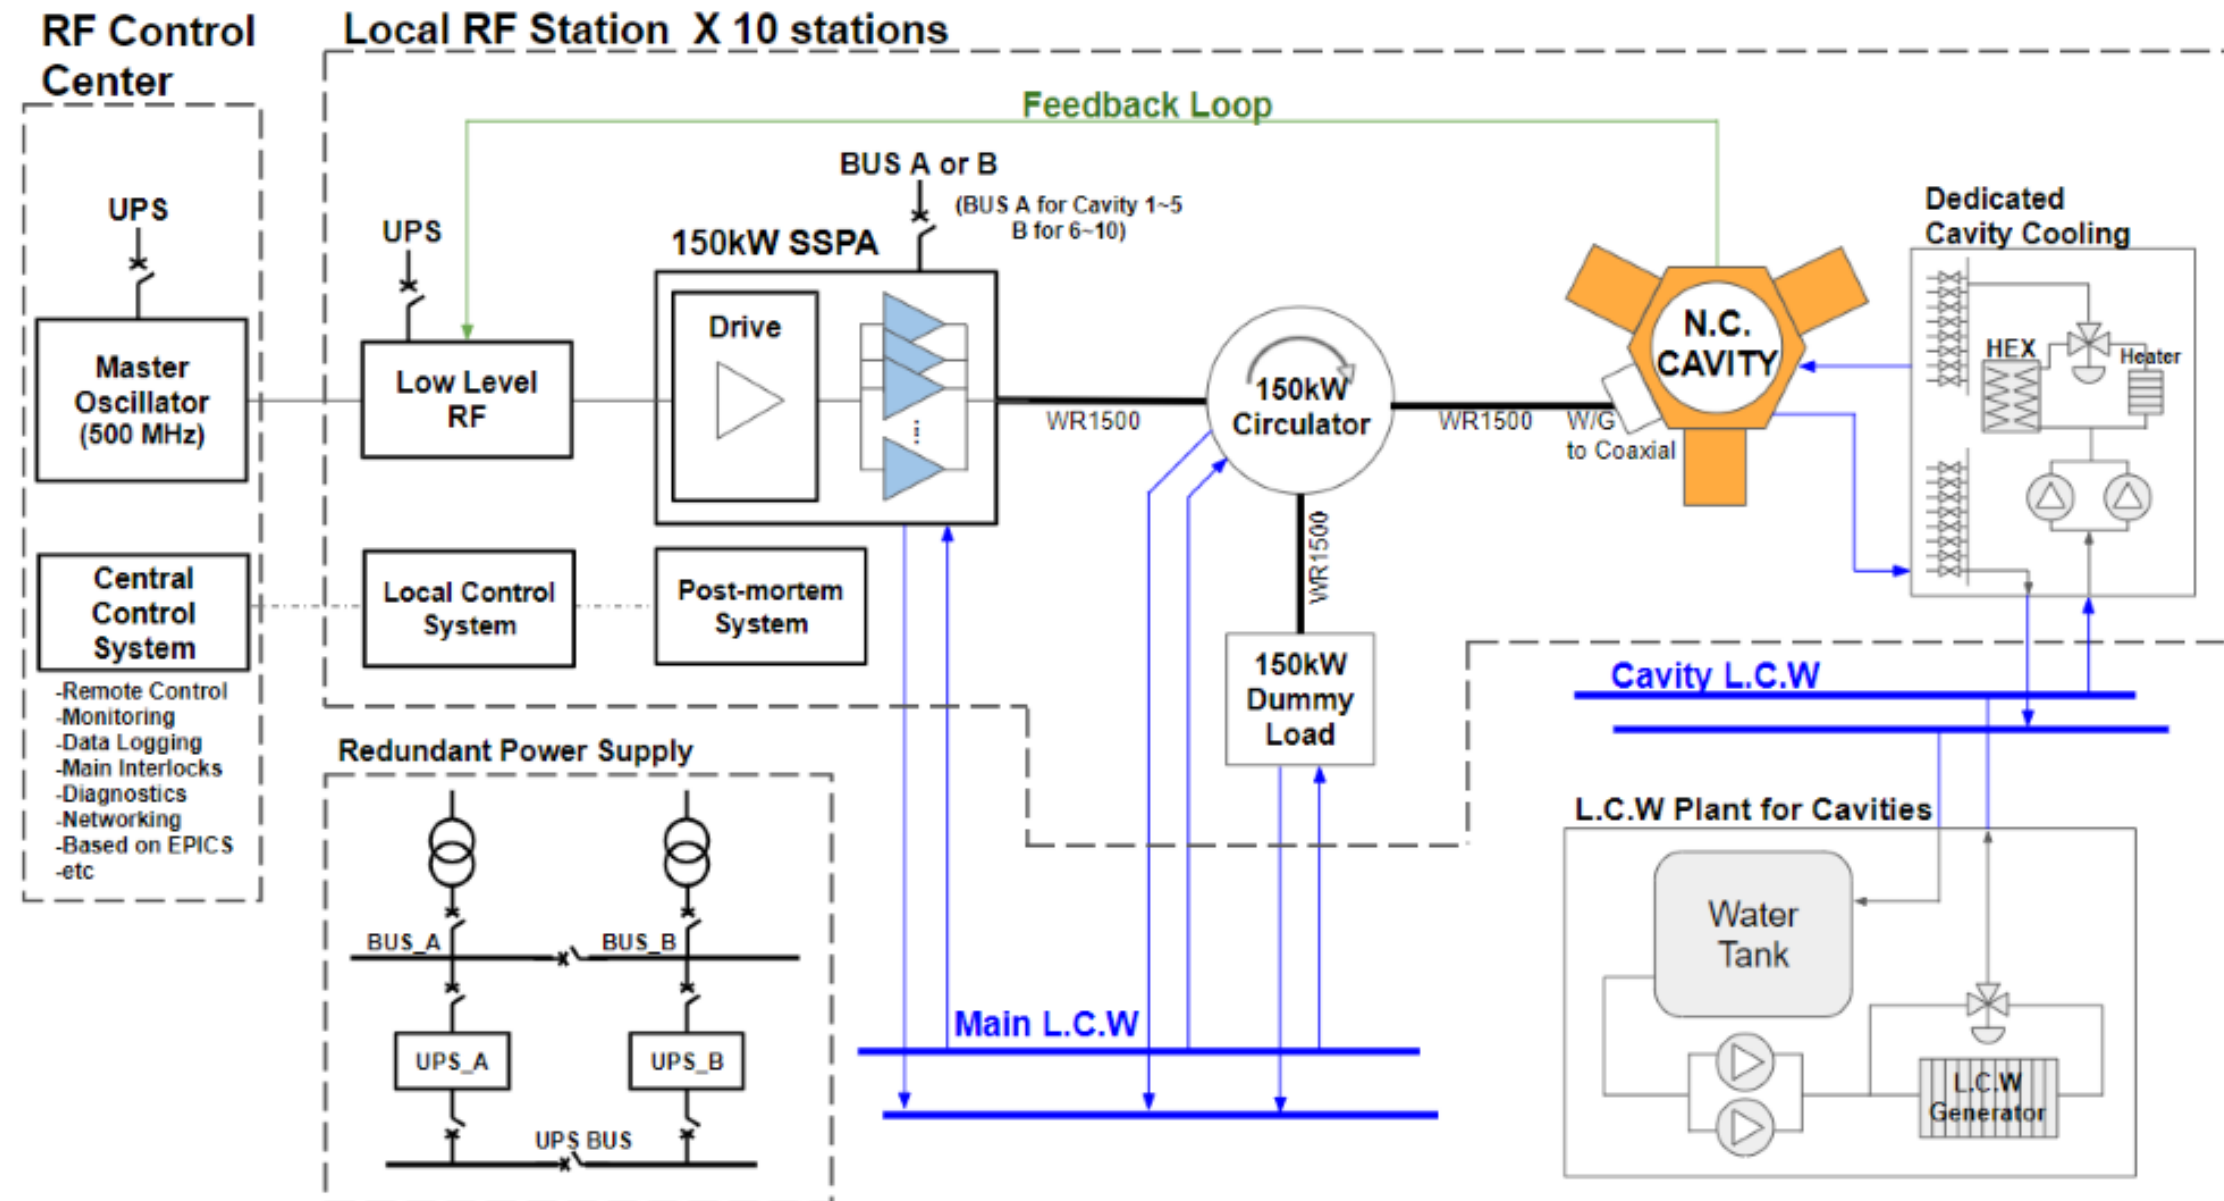 RF Control
Center
Local RF Station X 10 stations
Feedback Loop
UPS
Master
Oscillator
(500 MHz)
Central
Control
System
-Remote Control
-Monitoring
-Data Logging
-Main Interlocks
-Diagnostics
-Networking
-Based on EPICS
-etc
UPS
Low Level
RF
BUS A or B
(BUS A for Cavity 1~5
B for 6~10)
150kW SSPA
Drive
Local Control
System
Post-mortem
System
WR1500
150kW
Circulator
WR1500
W/G
to Coaxial
WR1500
150kW
Dummy
Load
N.C.
CAVITY
Dedicated
Cavity Cooling
HEX
Heater
Cavity L.C.W
Redundant Power Supply
BUS_A
BUS_B
UPS_A
UPS_B
UPS BUS
Main L.C.W
L.C.W Plant for Cavities
Water
Tank
L.C.W
Generator